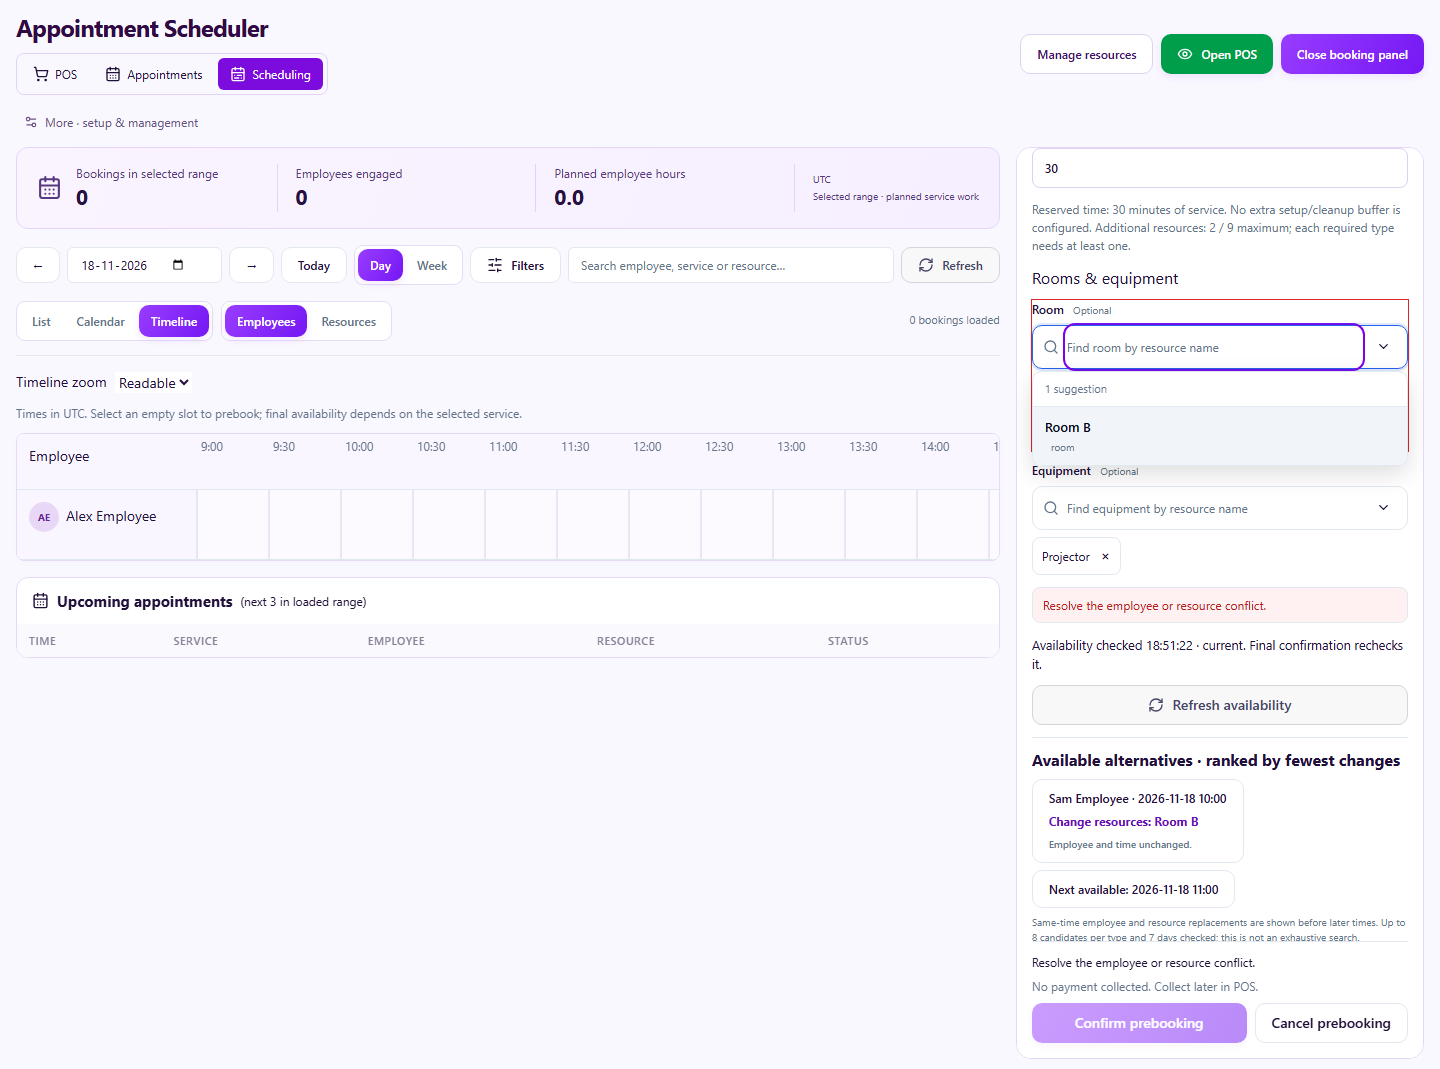 Appointment Scheduler
POS
Appointments
Scheduling
Manage resources
Open POS
Close booking panel
More · setup & management
Bookings in selected range
0
Employees engaged
0
Planned employee hours
0.0
UTC
Selected range · planned service work
←
18-11-2026
→
Today
Day
Week
Filters
Search employee, service or resource...
Refresh
List
Calendar
Timeline
Employees
Resources
0 bookings loaded
Timeline zoom
Readable
Times in UTC. Select an empty slot to prebook; final availability depends on the selected service.
Employee
9:00
9:30
10:00
10:30
11:00
11:30
12:00
12:30
13:00
13:30
14:00
1
AE
Alex Employee
Upcoming appointments (next 3 in loaded range)
TIME
SERVICE
EMPLOYEE
RESOURCE
STATUS
30
Reserved time: 30 minutes of service. No extra setup/cleanup buffer is
configured. Additional resources: 2 / 9 maximum; each required type
needs at least one.
Rooms & equipment
Room Optional
Find room by resource name
1 suggestion
Room B
room
Equipment Optional
Find equipment by resource name
Projector ×
Resolve the employee or resource conflict.
Availability checked 18:51:22 · current. Final confirmation rechecks
it.
Refresh availability
Available alternatives · ranked by fewest changes
Sam Employee · 2026-11-18 10:00
Change resources: Room B
Employee and time unchanged.
Next available: 2026-11-18 11:00
Same-time employee and resource replacements are shown before later times. Up to
8 candidates per type and 7 days checked; this is not an exhaustive search.
Resolve the employee or resource conflict.
No payment collected. Collect later in POS.
Confirm prebooking
Cancel prebooking